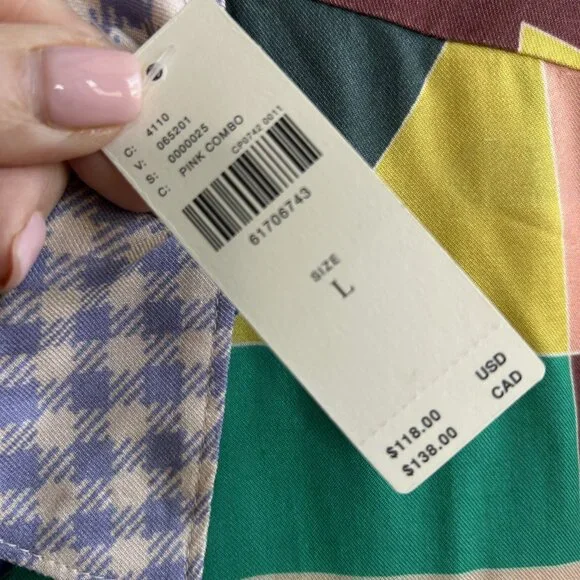 C: 4110
V: 065201
S: 0000025
C: PINK COMBO
CP0742 0011
61706743
SIZE
L
$118.00 USD
$138.00 CAD